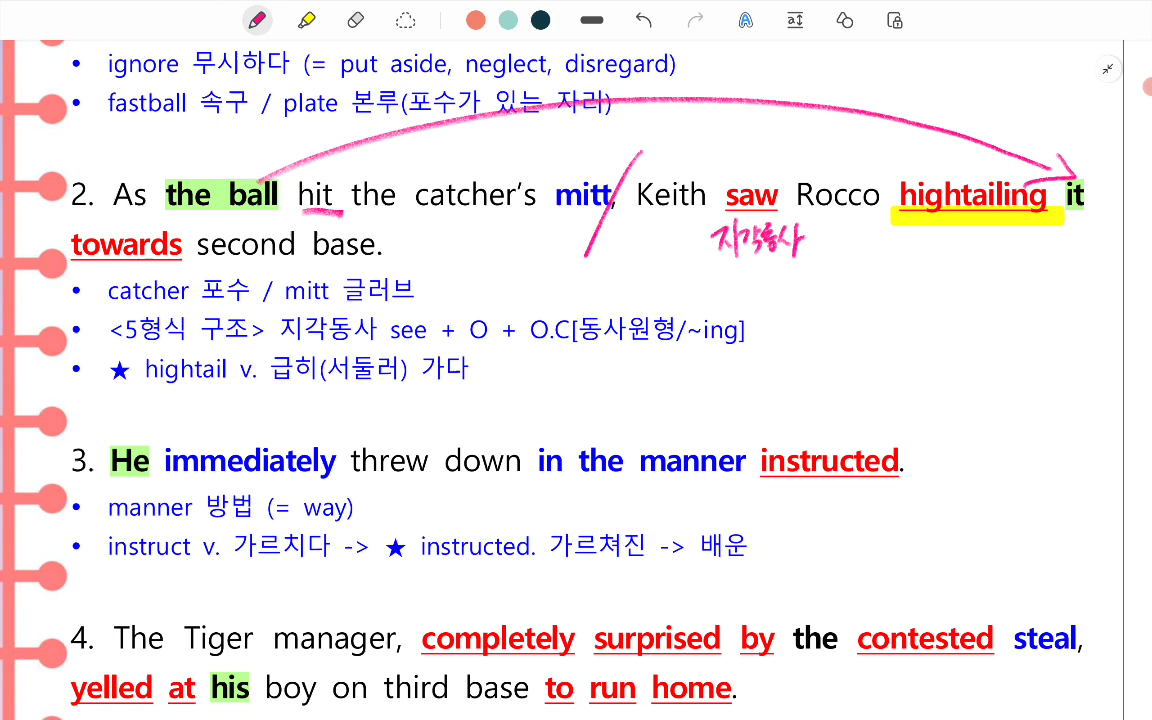 • ignore 무시하다 (= put aside, neglect, disregard)
• fastball 속구 / plate 본루(포수가 있는 자리)
2. As the ball hit the catcher's mitt, Keith saw Rocco hightailing it
지각동사
towards second base.
• catcher 포수 / mitt 글러브
• <5형식 구조> 지각동사 see + O + O.C[동사원형/~ing]
• ★ hightail v. 급히(서둘러) 가다
3. He immediately threw down in the manner instructed.
• manner 방법 (= way)
• instruct v. 가르치다 -> ★ instructed. 가르쳐진 -> 배운
4. The Tiger manager, completely surprised by the contested steal,
yelled at his boy on third base to run home.